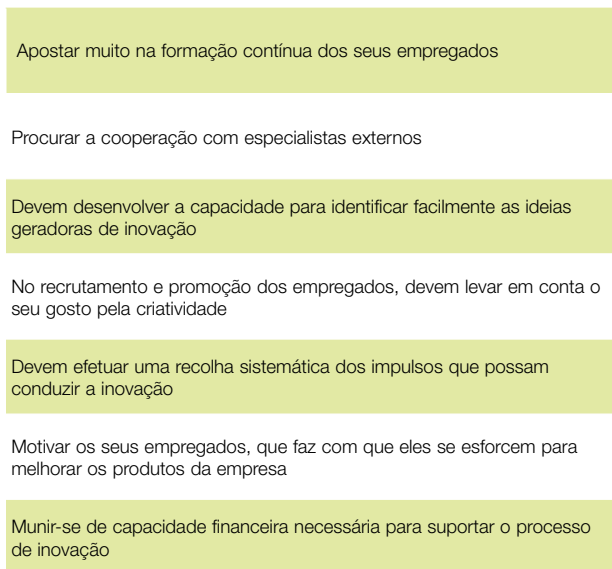 Apostar muito na formação contínua dos seus empregados
Procurar a cooperação com especialistas externos
Devem desenvolver a capacidade para identificar facilmente as ideias
geradoras de inovação
No recrutamento e promoção dos empregados, devem levar em conta o
seu gosto pela criatividade
Devem efetuar uma recolha sistemática dos impulsos que possam
conduzir a inovação
Motivar os seus empregados, que faz com que eles se esforcem para
melhorar os produtos da empresa
Munir-se de capacidade financeira necessária para suportar o processo
de inovação